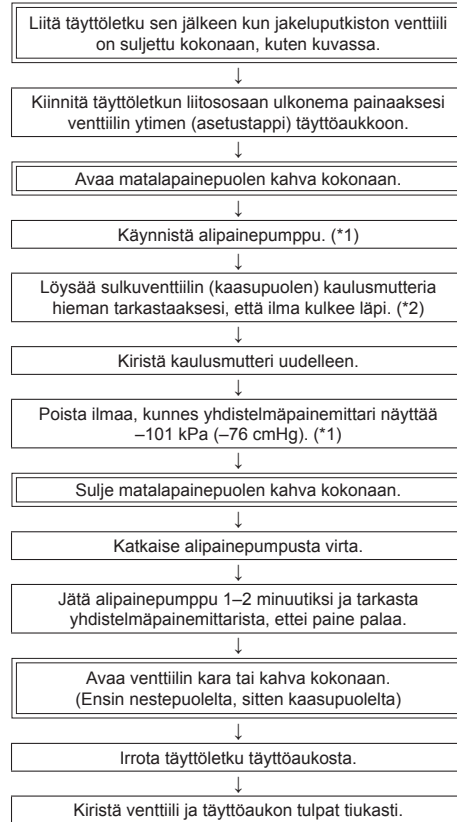 Liitä täyttöletku sen jälkeen kun jakeluputkiston venttiili
on suljettu kokonaan, kuten kuvassa.
↓
Kiinnitä täyttöletkun liitososaan ulkonema painaaksesi
venttiilin ytimen (asetustappi) täyttöaukkoon.
↓
Avaa matalapainepuolen kahva kokonaan.
↓
Käynnistä alipainepumppu. (*1)
↓
Löysää sulkuventtiilin (kaasupuolen) kaulusmutteria
hieman tarkastaaksesi, että ilma kulkee läpi. (*2)
↓
Kiristä kaulusmutteri uudelleen.
↓
Poista ilmaa, kunnes yhdistelmäpainemittari näyttää
–101 kPa (–76 cmHg). (*1)
↓
Sulje matalapainepuolen kahva kokonaan.
↓
Katkaise alipainepumpusta virta.
↓
Jätä alipainepumppu 1–2 minuutiksi ja tarkasta
yhdistelmäpainemittarista, ettei paine palaa.
↓
Avaa venttiilin kara tai kahva kokonaan.
(Ensin nestepuolelta, sitten kaasupuolelta)
↓
Irrota täyttöletku täyttöaukosta.
↓
Kiristä venttiili ja täyttöaukon tulpat tiukasti.